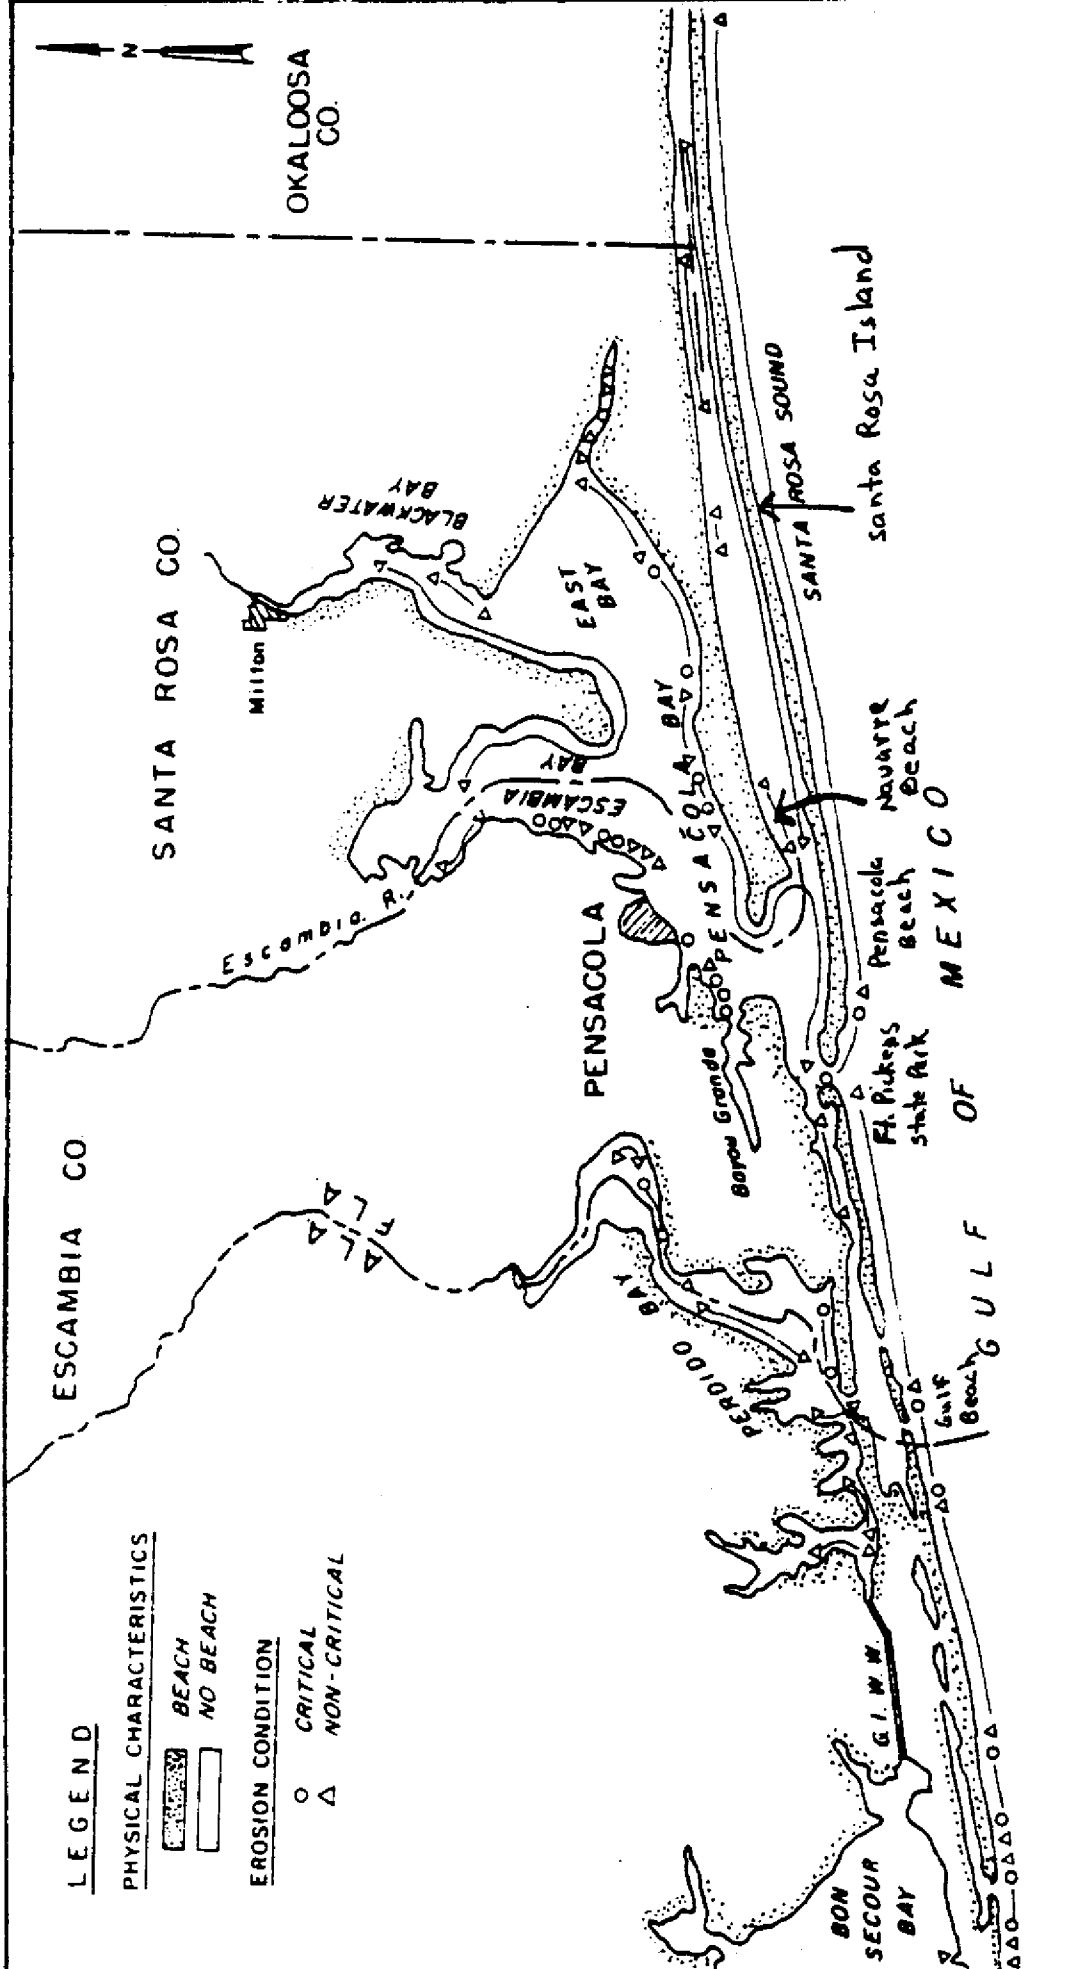 LEGEND
PHYSICAL CHARACTERISTICS
BEACH
NO BEACH
EROSION CONDITION
CRITICAL
NON-CRITICAL
ESCAMBIA CO
SANTA ROSA CO.
OKALOOSA
CO.
N
ALA
FLA
Escambia R.
Milton
BLACKWATER
BAY
EAST
BAY
ESCAMBIA
BAY
PENSACOLA
PENSACOLA BAY
Bayou Grande
PERDIDO BAY
G.I.W.W.
BON
SECOUR
BAY
SANTA ROSA SOUND
Santa Rosa Island
Navarre
Beach
Pensacola
Beach
Ft. Pickens
State Park
Gulf
Beach
GULF OF MEXICO